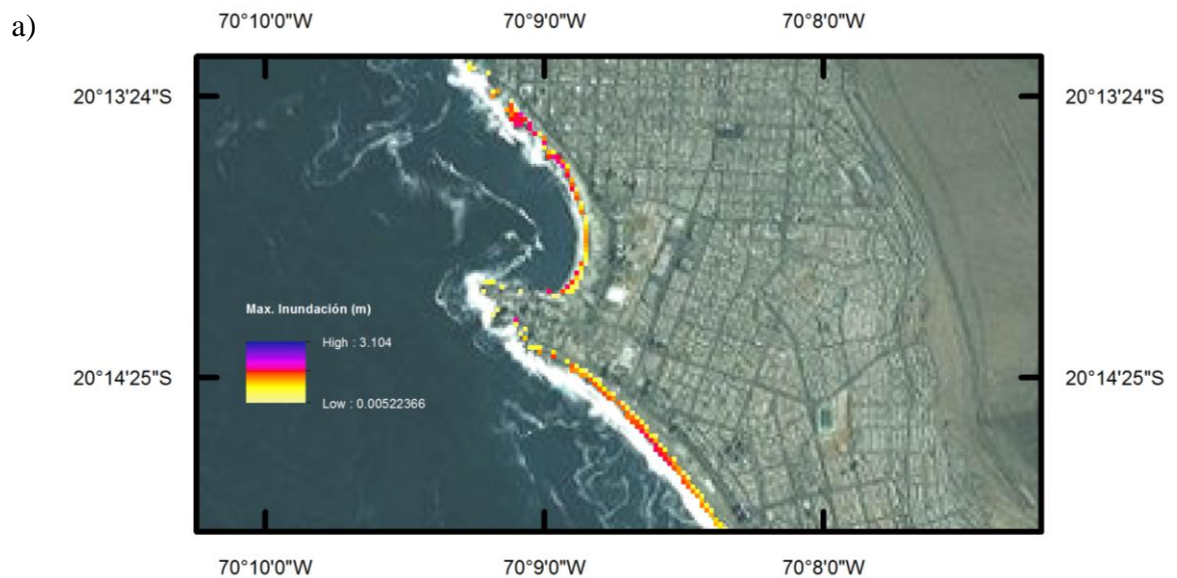 a)
70°10'0"W 70°9'0"W 70°8'0"W
20°13'24"S 20°13'24"S
Max. Inundación (m)
High : 3.104
20°14'25"S 20°14'25"S
Low : 0.00522366
70°10'0"W 70°9'0"W 70°8'0"W